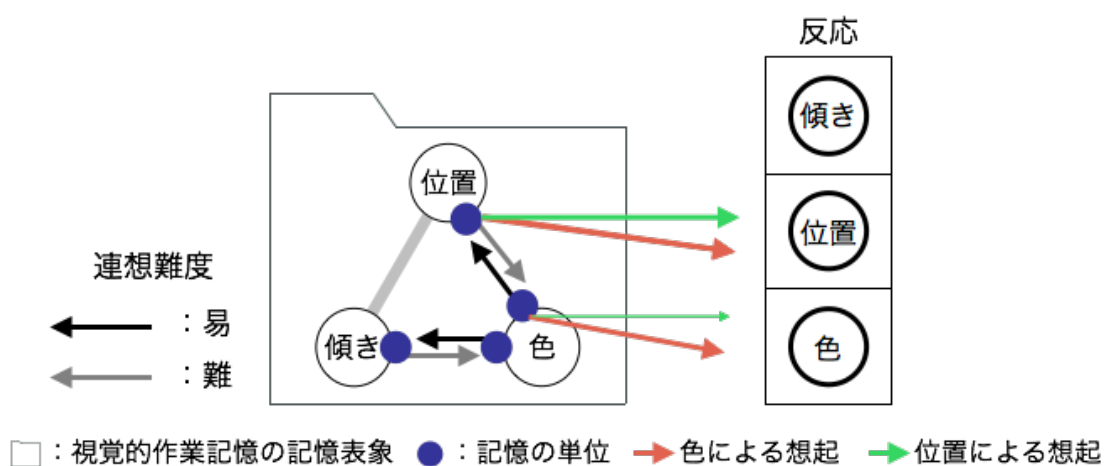 反応
傾き
位置
位置
連想難度
：易
傾き
色
色
：難
：視覚的作業記憶の記憶表象 ：記憶の単位 色による想起 位置による想起